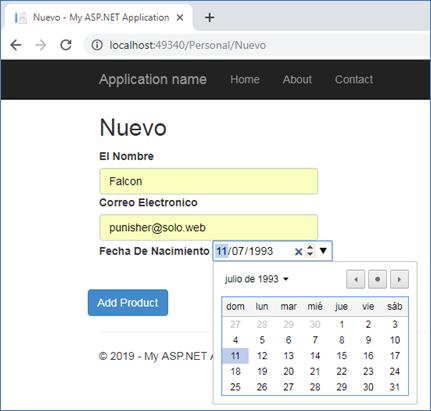 Nuevo - My ASP.NET Application
localhost:49340/Personal/Nuevo
Application name Home About Contact
Nuevo
El Nombre
Falcon
Correo Electronico
punisher@solo.web
Fecha De Nacimiento 11/07/1993
julio de 1993
dom lun mar mié jue vie sáb
27 28 29 30 1 2 3
4 5 6 7 8 9 10
11 12 13 14 15 16 17
18 19 20 21 22 23 24
25 26 27 28 29 30 31
Add Product
© 2019 - My ASP.NET A